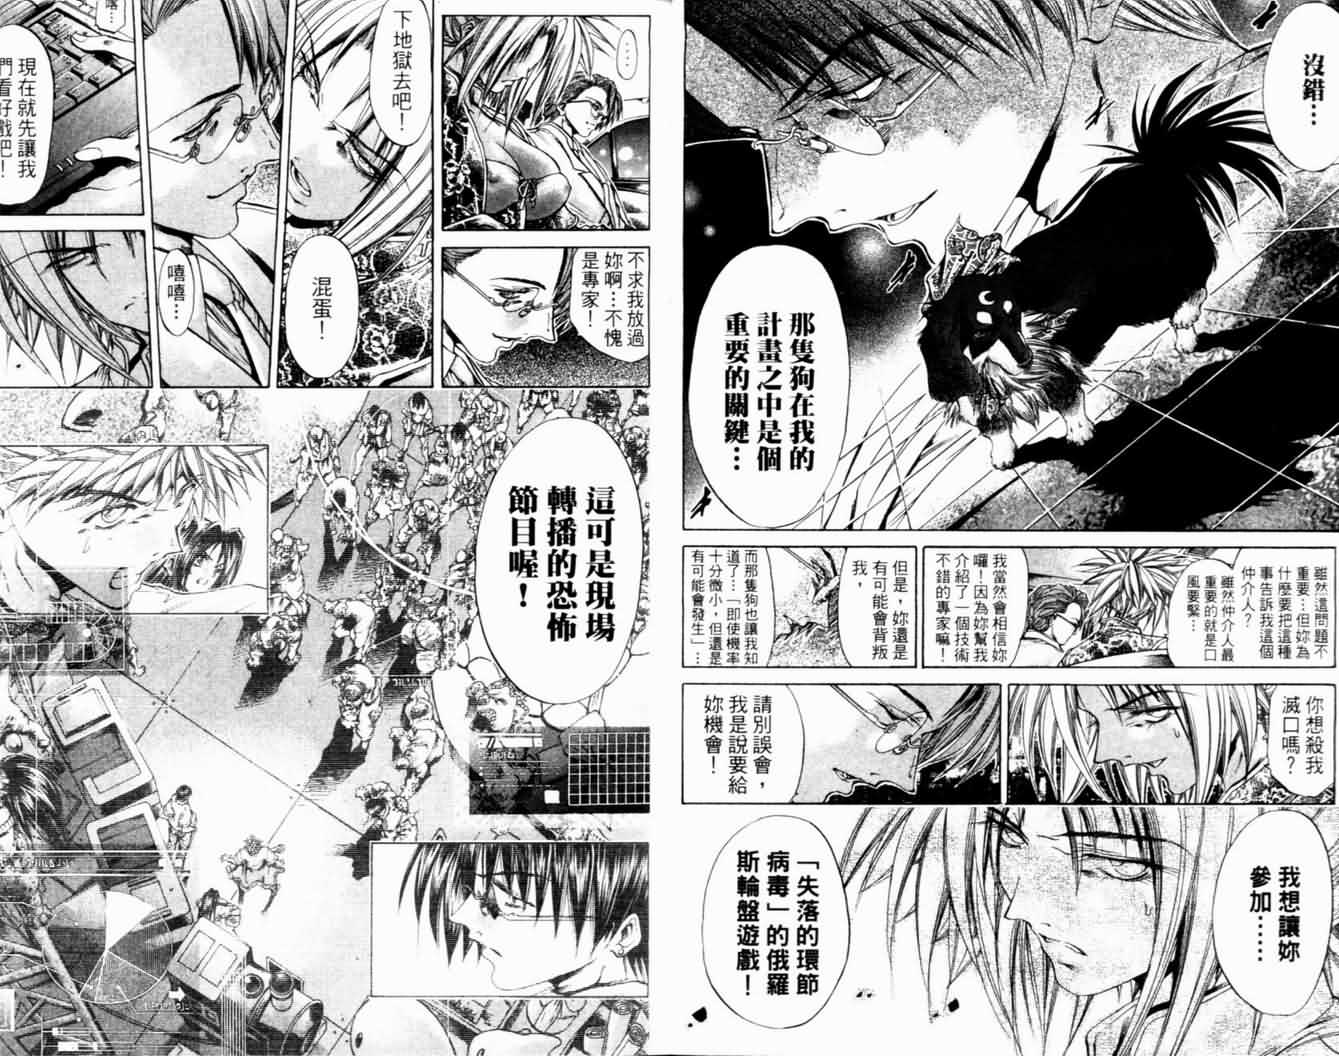 沒錯…
那隻狗在我的
計畫之中是個
重要的關鍵…
雖然這問題不
重要…但妳為
什麼要把這種
事告訴我這個
仲介人？
雖然仲介人最
重要的就是口
風要緊…
我當然會相信妳
囉！因為妳幫我
介紹了一個技術
不錯的專家嘛！
但是，妳還是
有可能會背叛
我，
而那隻狗也讓我知
道了…「即使機率
十分微小，但還是
有可能會發生」…
你想殺我
滅口嗎？
請別誤會，
我是說要給
妳機會！
我想讓妳
參加……
「失落的環節
病毒」的俄羅
斯輪盤遊戲！
…
不求我放過
妳啊…不愧
是專家！
下地獄去吧！
混蛋！
嘻嘻…
嘻…
現在就先讓我
們看好戲吧！
這可是現場
轉播的恐怖
節目喔！